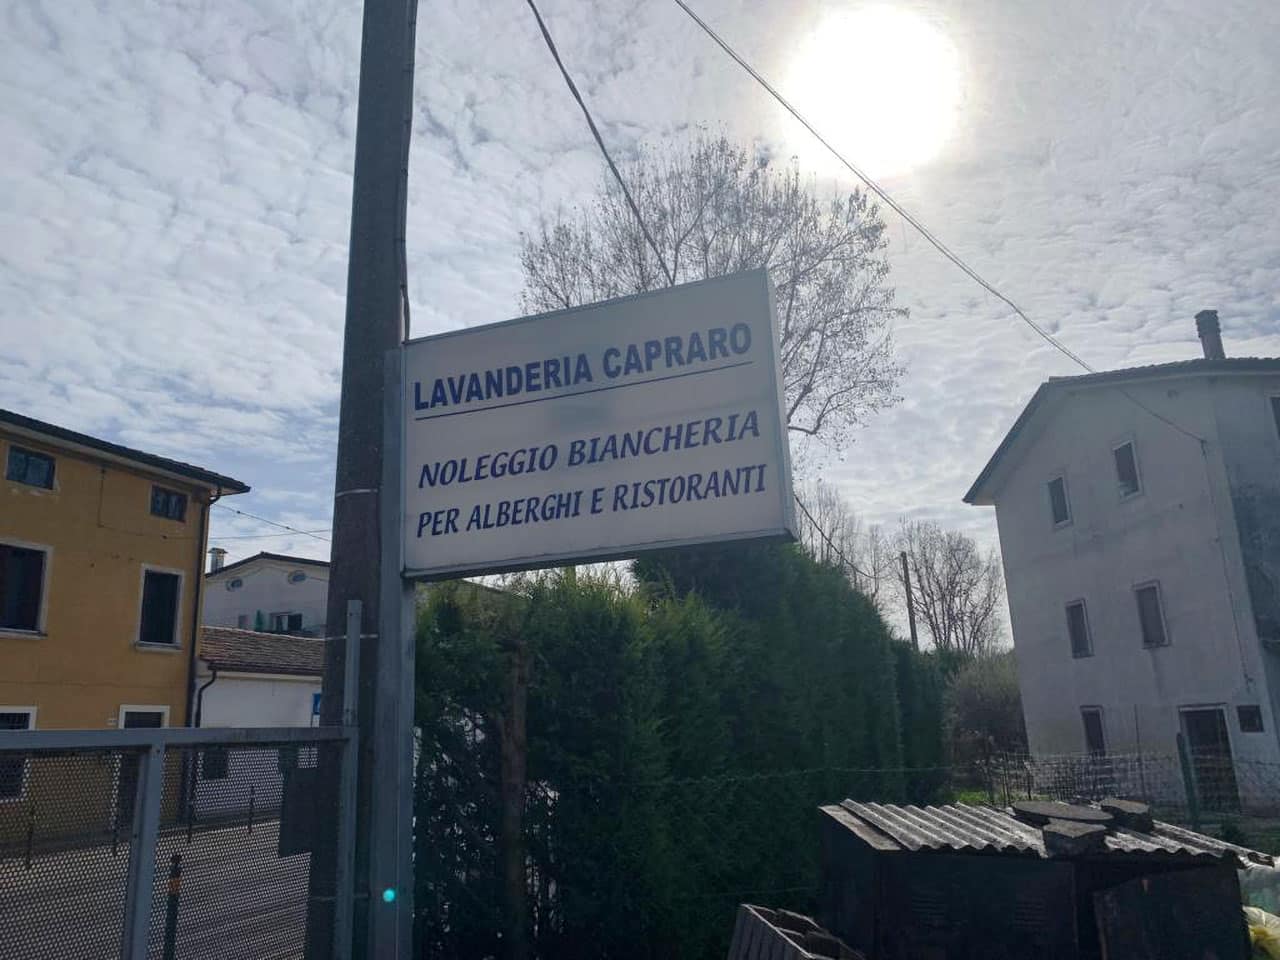 LAVANDERIA CAPRARO
NOLEGGIO BIANCHERIA
PER ALBERGHI E RISTORANTI